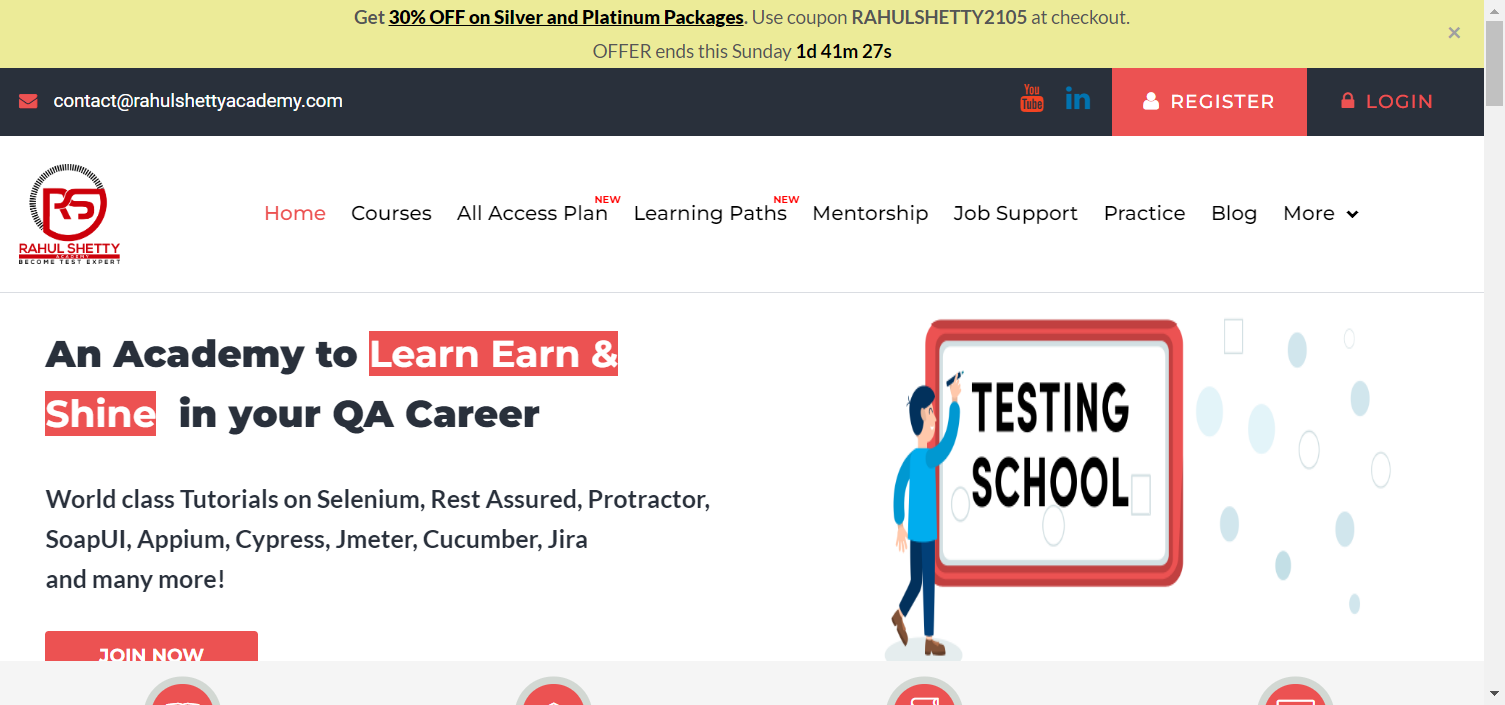 Get 30% OFF on Silver and Platinum Packages. Use coupon RAHULSHETTY2105 at checkout.
OFFER ends this Sunday 1d 41m 27s
×
contact@rahulshettyacademy.com
You Tube
in
REGISTER
LOGIN
RS
RAHUL SHETTY
ACADEMY
BECOME TEST EXPERT
Home Courses All Access Plan NEW Learning Paths NEW Mentorship Job Support Practice Blog More
An Academy to Learn Earn &
Shine in your QA Career
World class Tutorials on Selenium, Rest Assured, Protractor,
SoapUI, Appium, Cypress, Jmeter, Cucumber, Jira
and many more!
JOIN NOW
TESTING
SCHOOL